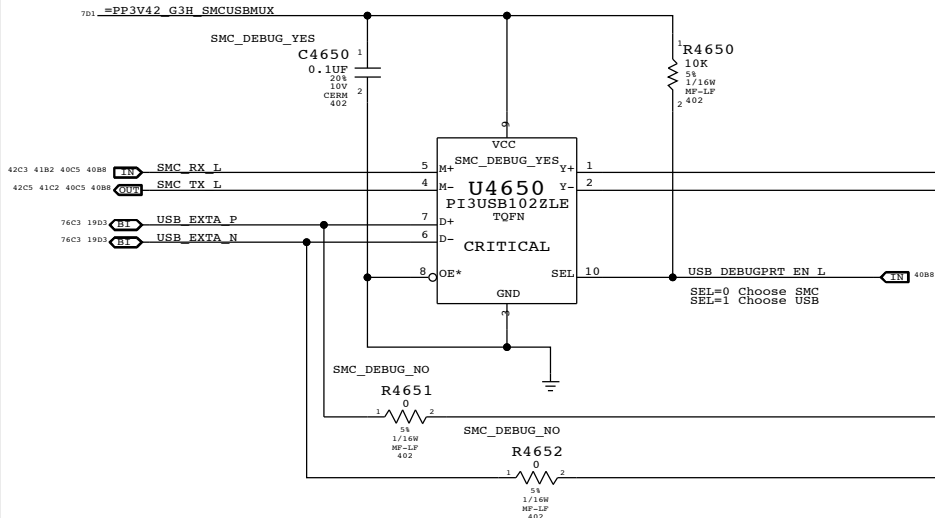 7D1 =PP3V42_G3H_SMCUSBMUX
SMC_DEBUG_YES
C4650
1
0.1UF
20%
10V
CERM
402
2
1
R4650
10K
5%
1/16W
MF-LF
402
2
9
VCC
SMC_DEBUG_YES
U4650
PI3USB102ZLE
TQFN
CRITICAL
42C3 41B2 40C5 40B8 IN SMC_RX_L 5 M+ Y+ 1
42C5 41C2 40C5 40B8 OUT SMC_TX_L 4 M- Y- 2
76C3 19D3 BI USB_EXTA_P 7 D+
76C3 19D3 BI USB_EXTA_N 6 D-
8 OE* SEL 10 USB_DEBUGPRT_EN_L IN 40B8
SEL=0 Choose SMC
SEL=1 Choose USB
GND
3
SMC_DEBUG_NO
R4651
0
1 2
5%
1/16W
MF-LF
402
SMC_DEBUG_NO
R4652
0
1 2
5%
1/16W
MF-LF
402